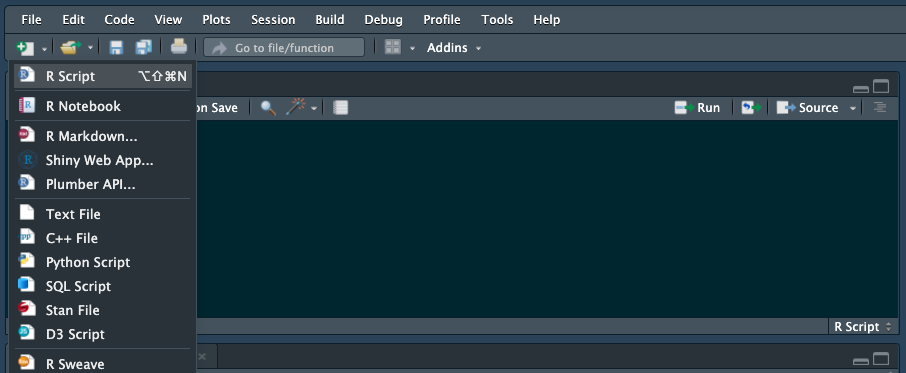 File Edit Code View Plots Session Build Debug Profile Tools Help
Go to file/function Addins
R Script ⌥⇧⌘N
R Notebook on Save Run Source
R Markdown...
Shiny Web App...
Plumber API...
Text File
C++ File
Python Script
SQL Script
Stan File
D3 Script R Script
R Sweave